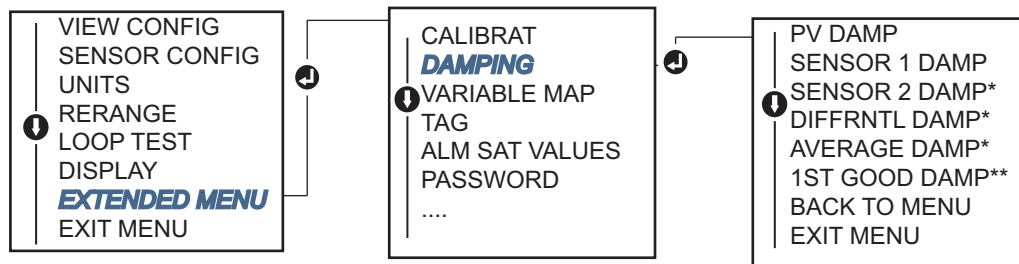 VIEW CONFIG
SENSOR CONFIG
UNITS
RERANGE
LOOP TEST
DISPLAY
EXTENDED MENU
EXIT MENU
CALIBRAT
DAMPING
VARIABLE MAP
TAG
ALM SAT VALUES
PASSWORD
....
PV DAMP
SENSOR 1 DAMP
SENSOR 2 DAMP*
DIFFRNTL DAMP*
AVERAGE DAMP*
1ST GOOD DAMP**
BACK TO MENU
EXIT MENU